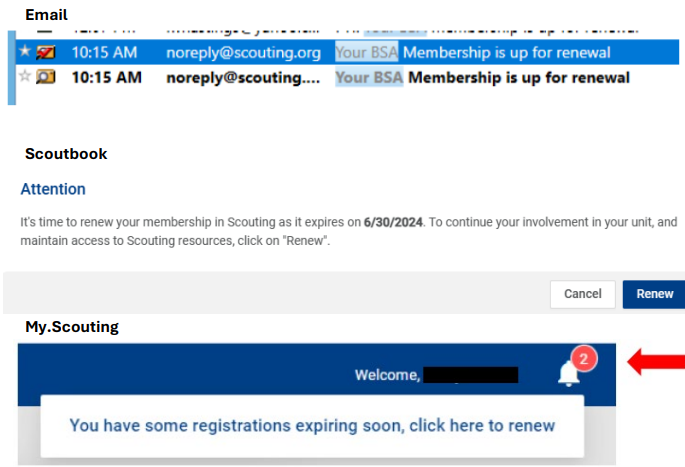 Email
10:15 AM noreply@scouting.org Your BSA Membership is up for renewal
10:15 AM noreply@scouting.... Your BSA Membership is up for renewal
Scoutbook
Attention
It's time to renew your membership in Scouting as it expires on 6/30/2024. To continue your involvement in your unit, and
maintain access to Scouting resources, click on "Renew".
Cancel Renew
My.Scouting
Welcome,
2
You have some registrations expiring soon, click here to renew